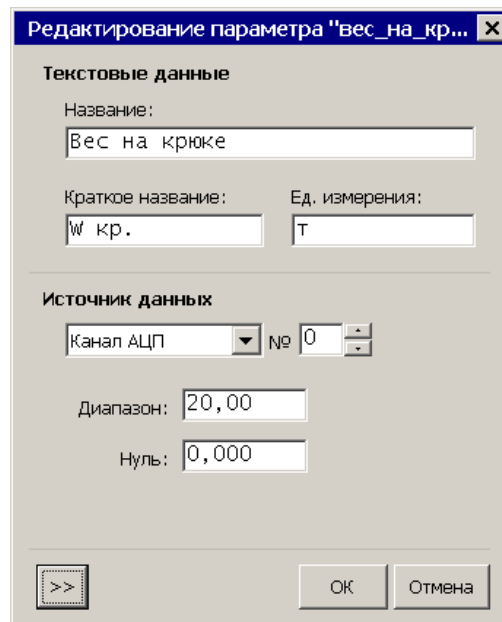 Редактирование параметра "вес_на_кр...
Текстовые данные
Название:
Вес на крюке
Краткое название: Ед. измерения:
W кр. т
Источник данных
Канал АЦП № 0
Диапазон: 20,00
Нуль: 0,000
>> ОК Отмена